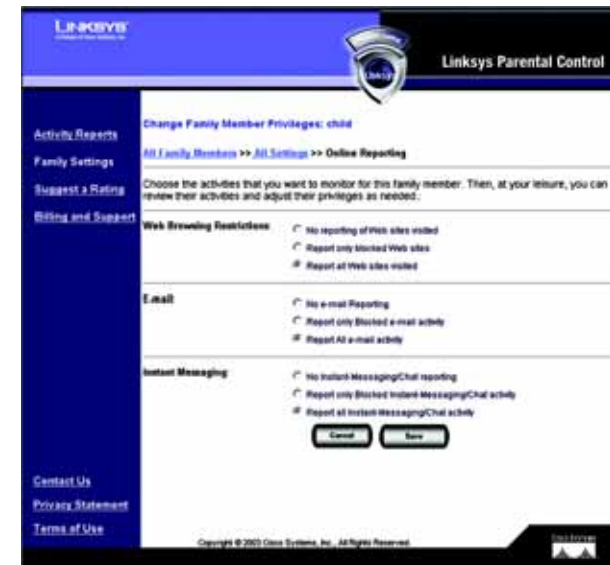 LINKSYS
Linksys
Linksys Parental Control
Activity Reports
Family Settings
Suggest a Rating
Billing and Support
Change Family Member Privileges: child
All Family Members >> All Settings >> Online Reporting
Choose the activities that you want to monitor for this family member. Then, at your leisure, you can
review their activities and adjust their privileges as needed.
Web Browsing Restrictions
No reporting of Web sites visited
Report only blocked Web sites
Report all Web sites visited
E-mail
No e-mail Reporting
Report only Blocked e-mail activity
Report All e-mail activity
Instant Messaging
No Instant-Messaging/Chat reporting
Report only Blocked Instant-Messaging/Chat activity
Report all Instant-Messaging/Chat activity
Cancel
Save
Contact Us
Privacy Statement
Terms of Use
Copyright © 2003 Cisco Systems, Inc., All Rights Reserved.
Cisco Systems